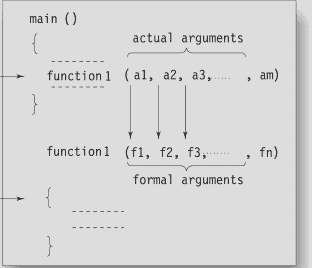 main ()
{
actual arguments
function1 ( a1, a2, a3,...... , am)
}
function1 (f1, f2, f3,....... , fn)
formal arguments
{
}